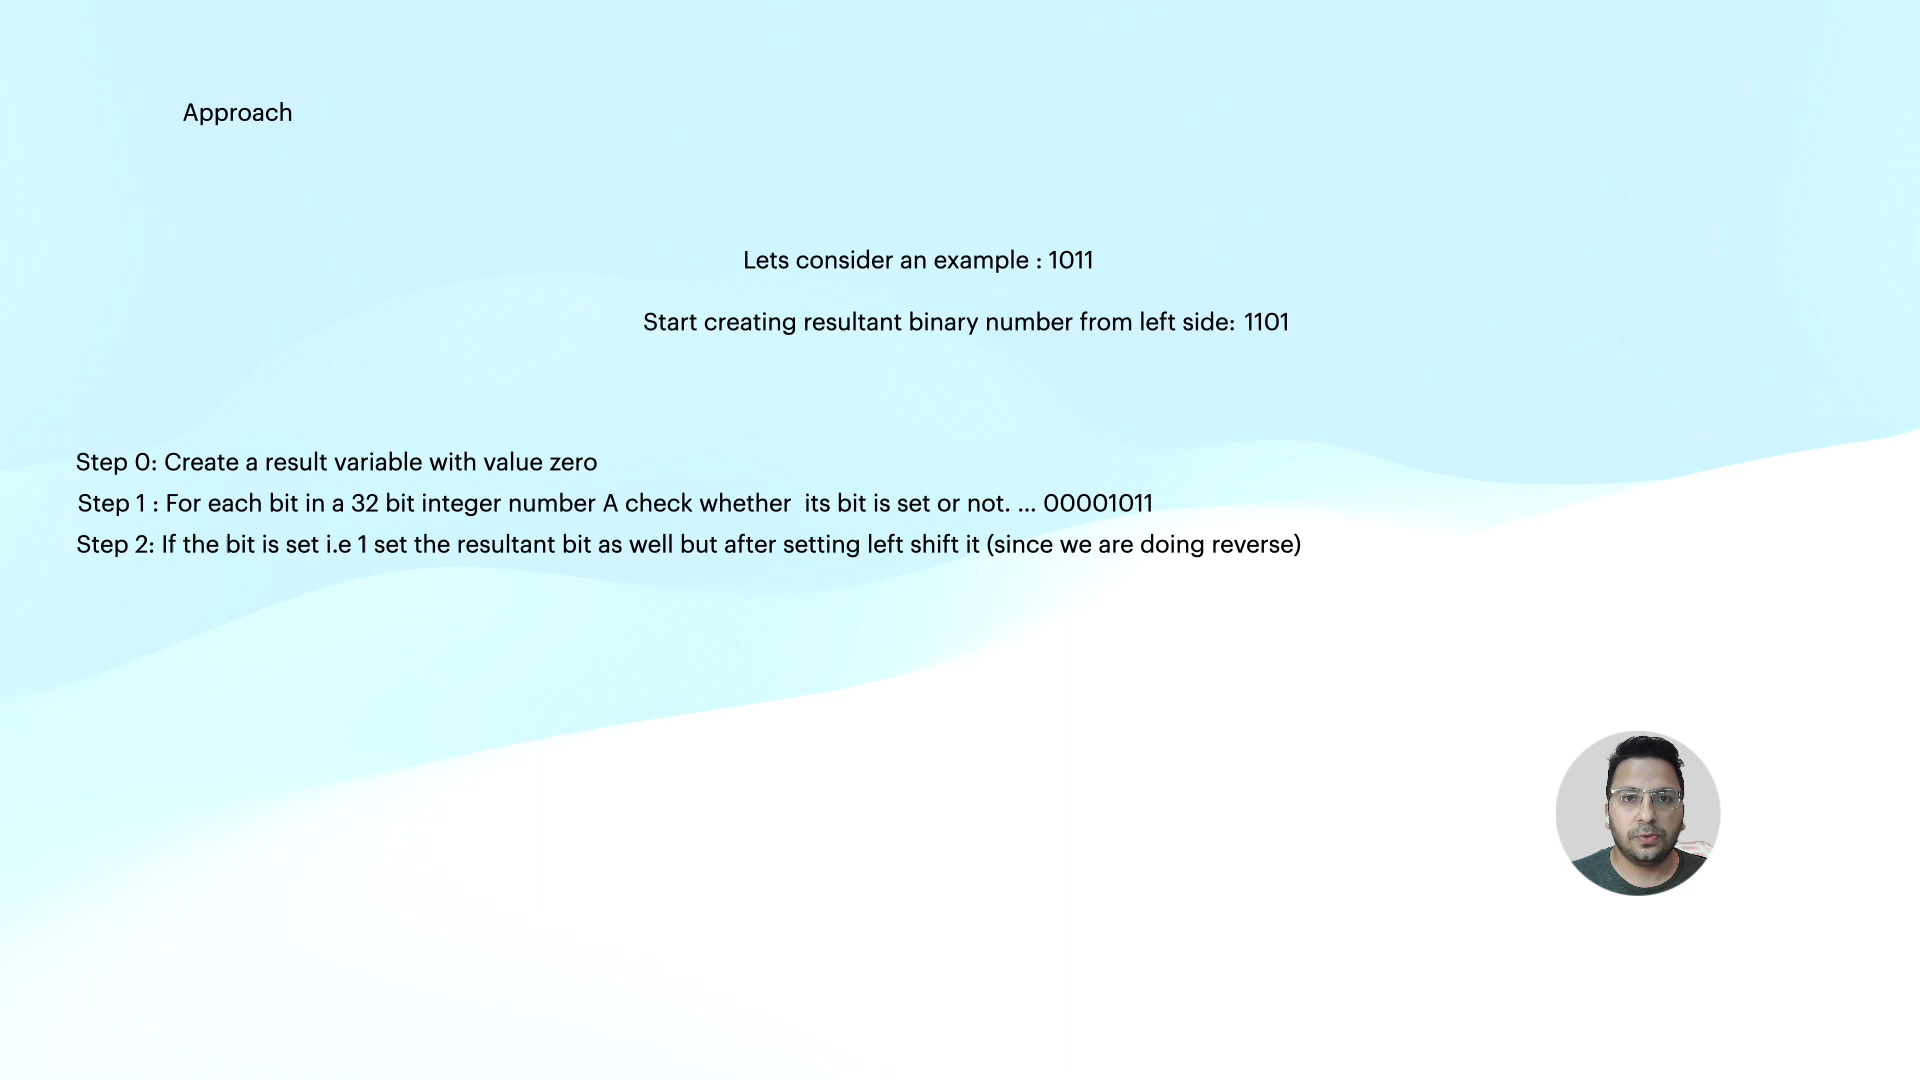 Approach
Lets consider an example : 1011
Start creating resultant binary number from left side: 1101
Step 0: Create a result variable with value zero
Step 1 : For each bit in a 32 bit integer number A check whether  its bit is set or not. ... 00001011
Step 2: If the bit is set i.e 1 set the resultant bit as well but after setting left shift it (since we are doing reverse)